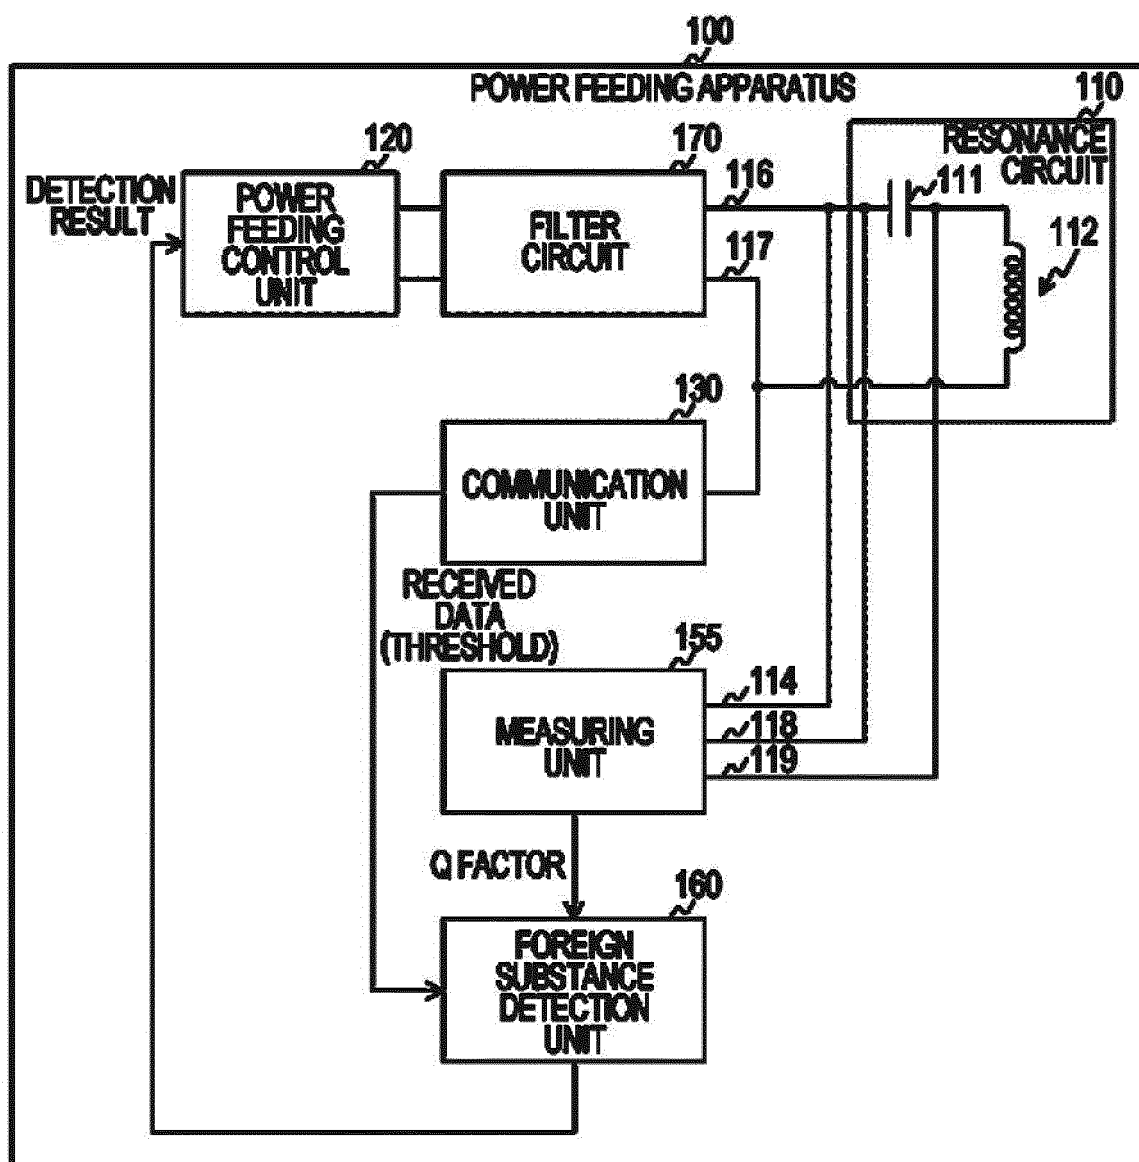 100
POWER FEEDING APPARATUS
110
RESONANCE
CIRCUIT
120
170
116
111
DETECTION
RESULT
POWER
FEEDING
CONTROL
UNIT
FILTER
CIRCUIT
117
112
130
COMMUNICATION
UNIT
RECEIVED
DATA
(THRESHOLD)
155
114
MEASURING
UNIT
118
119
Q FACTOR
160
FOREIGN
SUBSTANCE
DETECTION
UNIT